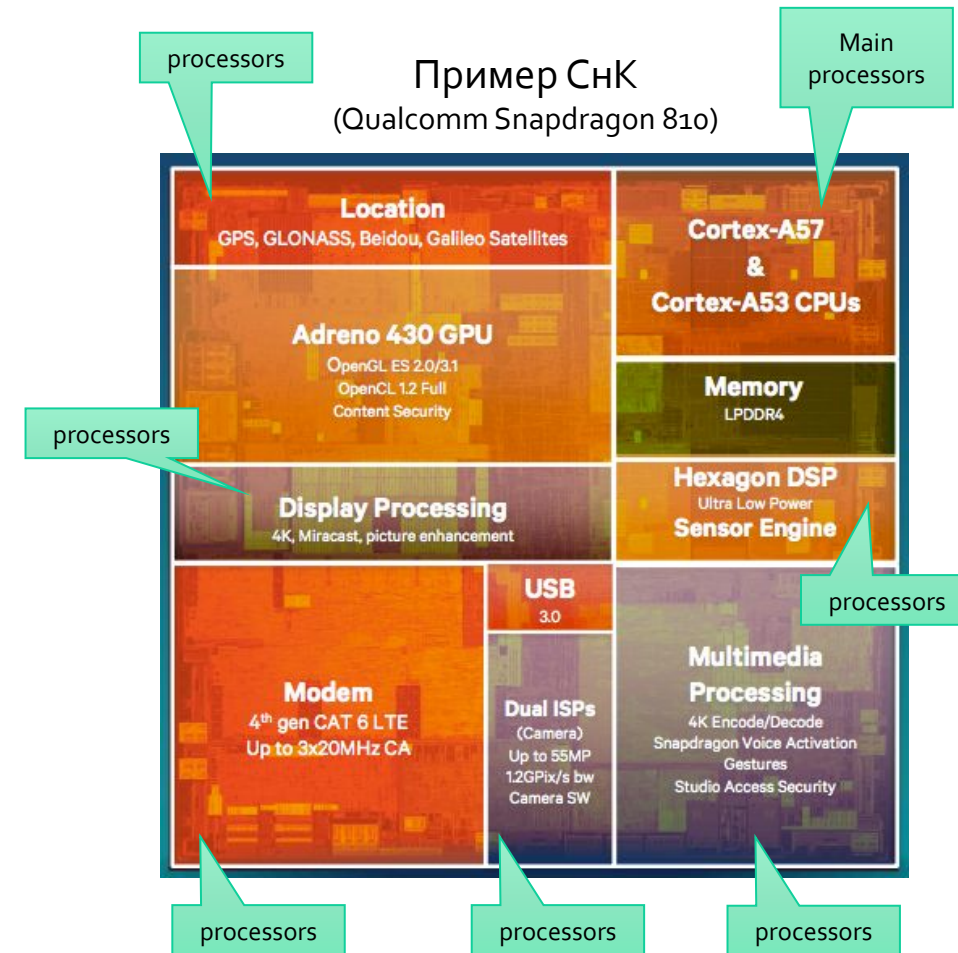 processors
Main
processors
Пример СнК
(Qualcomm Snapdragon 810)
Location
GPS, GLONASS, Beidou, Galileo Satellites
Cortex-A57
&
Cortex-A53 CPUs
Adreno 430 GPU
OpenGL ES 2.0/3.1
OpenCL 1.2 Full
Content Security
Memory
LPDDR4
processors
Display Processing
4K, Miracast, picture enhancement
Hexagon DSP
Ultra Low Power
Sensor Engine
processors
USB
3.0
Modem
4th gen CAT 6 LTE
Up to 3x20MHz CA
Dual ISPs
(Camera)
Up to 55MP
1.2GPix/s bw
Camera SW
Multimedia
Processing
4K Encode/Decode
Snapdragon Voice Activation
Gestures
Studio Access Security
processors
processors
processors